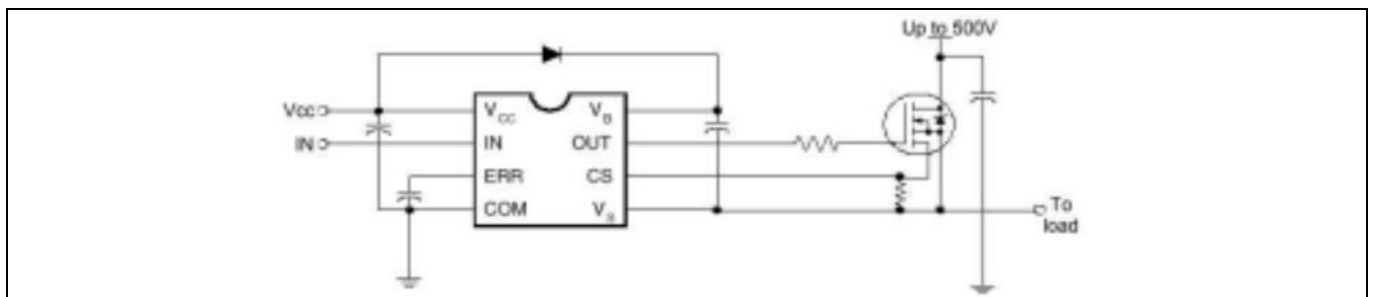 Up to 500V
Vcc
IN
VCC
VB
IN
OUT
ERR
CS
COM
VS
To
load